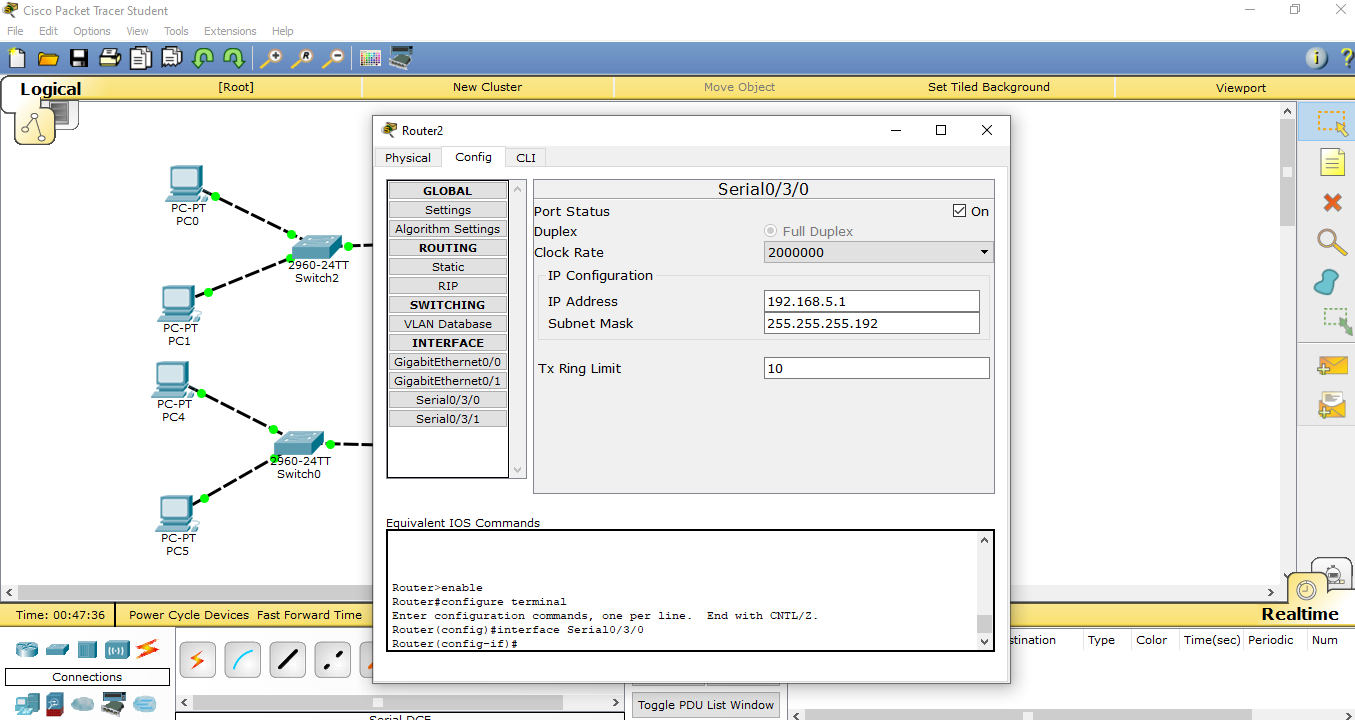 Cisco Packet Tracer Student
File Edit Options View Tools Extensions Help
Logical [Root] New Cluster Move Object Set Tiled Background Viewport
Router2
Physical Config CLI
PC-PT
PC0
2960-24TT
Switch2
PC-PT
PC1
PC-PT
PC4
2960-24TT
Switch0
PC-PT
PC5
GLOBAL
Settings
Algorithm Settings
ROUTING
Static
RIP
SWITCHING
VLAN Database
INTERFACE
GigabitEthernet0/0
GigabitEthernet0/1
Serial0/3/0
Serial0/3/1
Serial0/3/0
Port Status On
Duplex Full Duplex
Clock Rate 2000000
IP Configuration
IP Address 192.168.5.1
Subnet Mask 255.255.255.192
Tx Ring Limit 10
Equivalent IOS Commands
Router>enable
Router#configure terminal
Enter configuration commands, one per line. End with CNTL/Z.
Router(config)#interface Serial0/3/0
Router(config-if)#
Time: 00:47:36 Power Cycle Devices Fast Forward Time
Realtime
stination Type Color Time(sec) Periodic Num
Connections
Toggle PDU List Window
Serial DCE